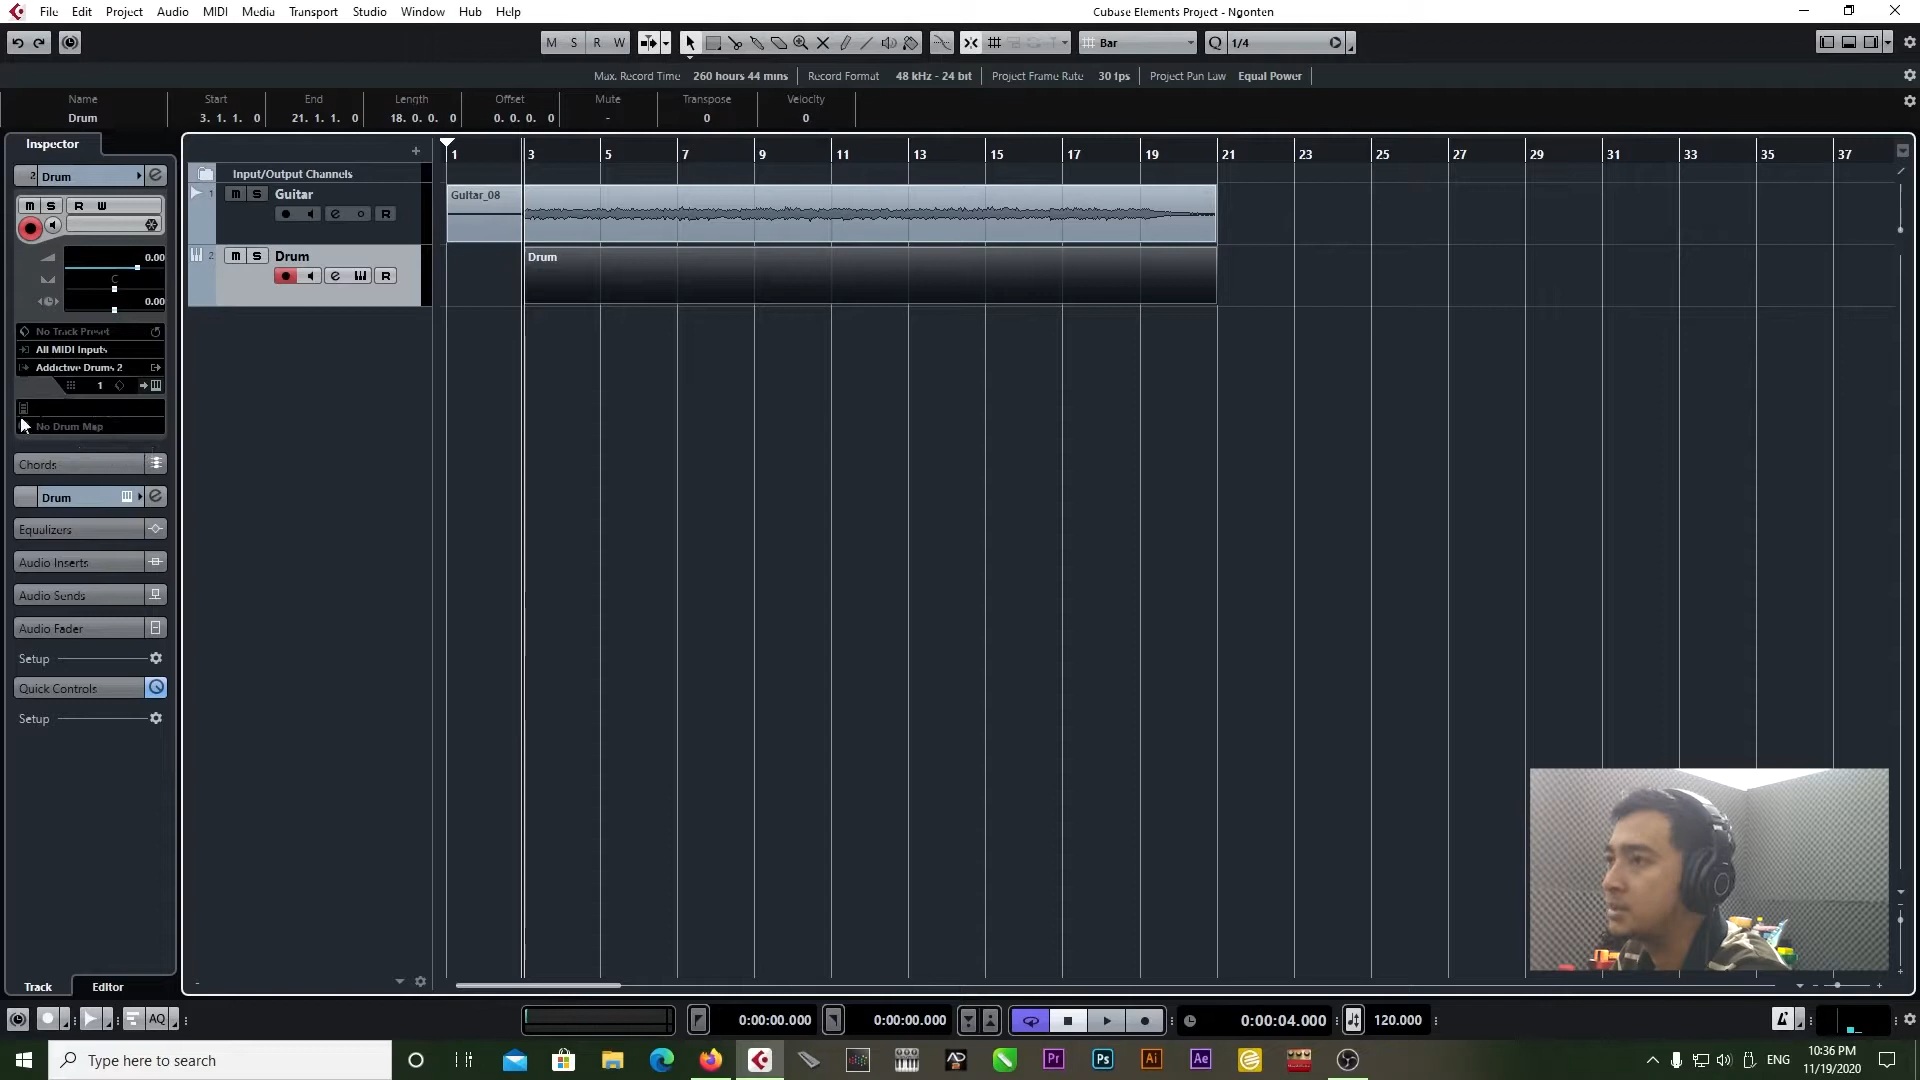 File Edit Project Audio MIDI Media Transport Studio Window Hub Help
Cubase Elements Project - Ngonten
M S R W
Bar
Q 1/4
Max. Record Time 260 hours 44 mins Record Format 48 kHz - 24 bit Project Frame Rate 30 fps Project Pan Law Equal Power
Name Start End Length Offset Mute Transpose Velocity
Drum 3. 1. 1. 0 21. 1. 1. 0 18. 0. 0. 0 0. 0. 0. 0 - 0 0
Inspector
1 3 5 7 9 11 13 15 17 19 21 23 25 27 29 31 33 35 37
2 Drum
Input/Output Channels
m s R W
1 m s Guitar
R
Guitar_08
2 m s Drum
R
Drum
0.00
C
0.00
No Track Preset
All MIDI Inputs
Addictive Drums 2
1
No Drum Map
Chords
Drum
Equalizers
Audio Inserts
Audio Sends
Audio Fader
Setup
Quick Controls
Setup
Track Editor
AQ
0:00:00.000 0:00:00.000 0:00:04.000 120.000
Type here to search
Pr Ps Ai Ae
ENG
10:36 PM
11/19/2020